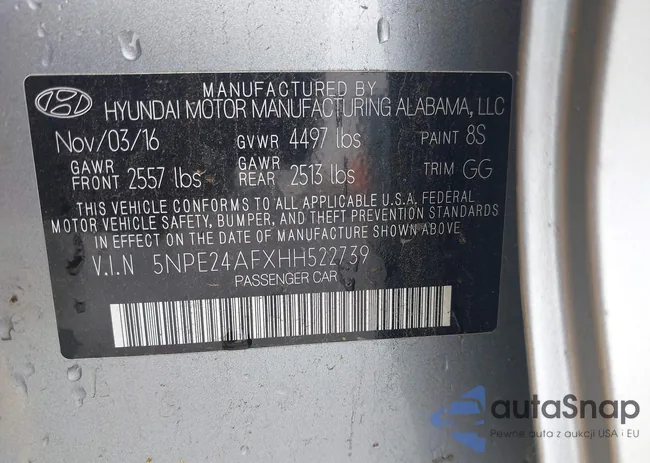 MANUFACTURED BY
HYUNDAI MOTOR MANUFACTURING ALABAMA, LLC
Nov/03/16 GVWR 4497 lbs PAINT 8S
GAWR FRONT 2557 lbs GAWR REAR 2513 lbs TRIM GG
THIS VEHICLE CONFORMS TO ALL APPLICABLE U.S.A. FEDERAL
MOTOR VEHICLE SAFETY, BUMPER, AND THEFT PREVENTION STANDARDS
IN EFFECT ON THE DATE OF MANUFACTURE SHOWN ABOVE
V.I.N 5NPE24AFXHH522739
PASSENGER CAR
autaSnap
Pewne auta z aukcji USA i EU